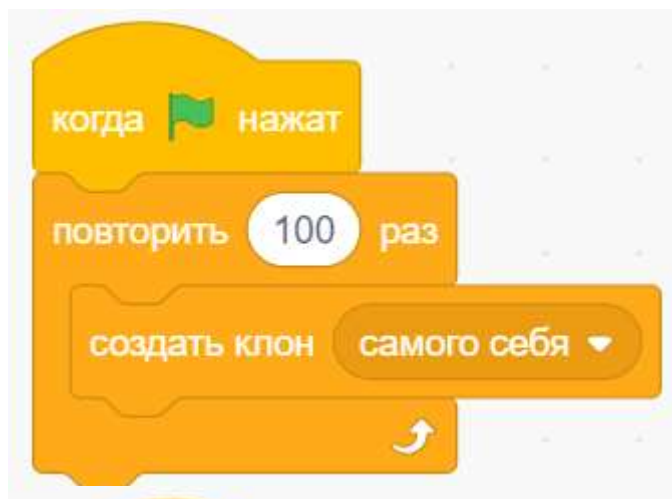 когда нажат
повторить 100 раз
создать клон самого себя